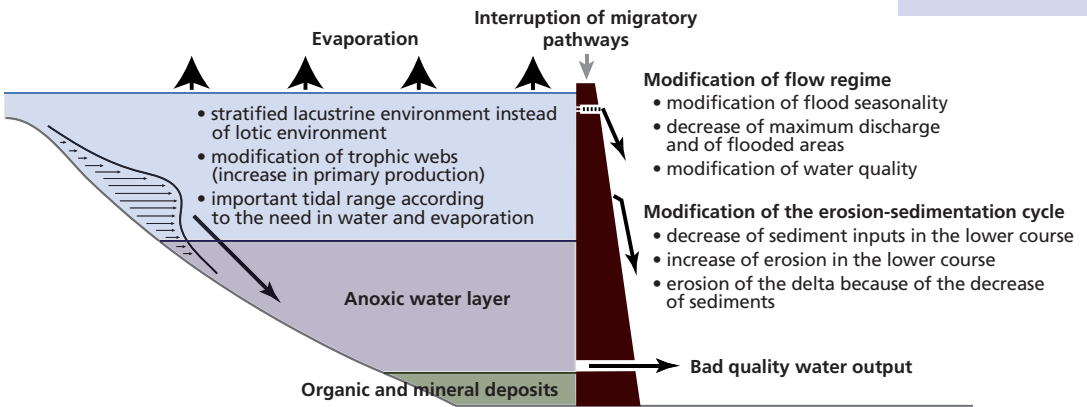 Interruption of migratory
pathways
Evaporation
• stratified lacustrine environment instead
of lotic environment
• modification of trophic webs
(increase in primary production)
• important tidal range according
to the need in water and evaporation
Anoxic water layer
Organic and mineral deposits
Modification of flow regime
• modification of flood seasonality
• decrease of maximum discharge
and of flooded areas
• modification of water quality
Modification of the erosion-sedimentation cycle
• decrease of sediment inputs in the lower course
• increase of erosion in the lower course
• erosion of the delta because of the decrease
of sediments
Bad quality water output